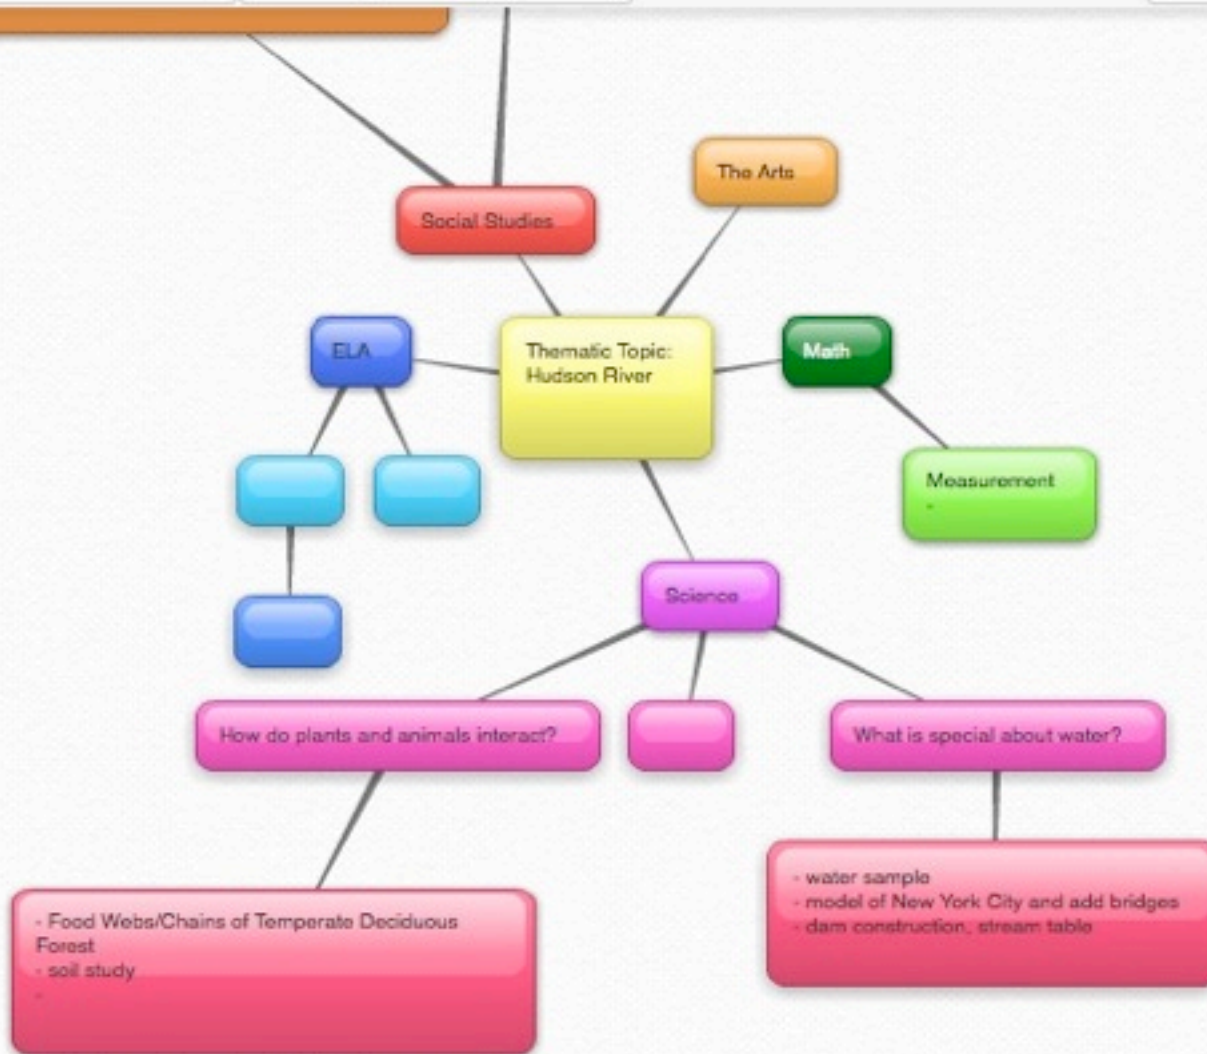 The Arts
Social Studies
ELA
Thematic Topic:
Hudson River
Math
Measurement
-
Science
How do plants and animals interact?
What is special about water?
- water sample
- model of New York City and add bridges
- dam construction, stream table
- Food Webs/Chains of Temperate Deciduous
Forest
- soil study
-